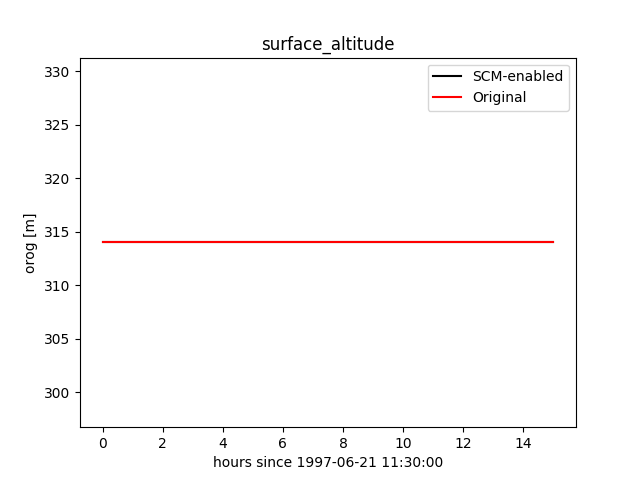 surface_altitude
SCM-enabled
Original
330
325
320
315
310
305
300
orog [m]
0 2 4 6 8 10 12 14
hours since 1997-06-21 11:30:00